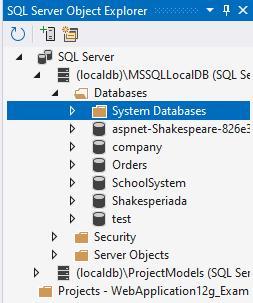 SQL Server Object Explorer
SQL Server
(localdb)\MSSQLLocalDB (SQL Se
Databases
System Databases
aspnet-Shakespeare-826e3
company
Orders
SchoolSystem
Shakesperiada
test
Security
Server Objects
(localdb)\ProjectModels (SQL Ser
Projects - WebApplication12g_Exam